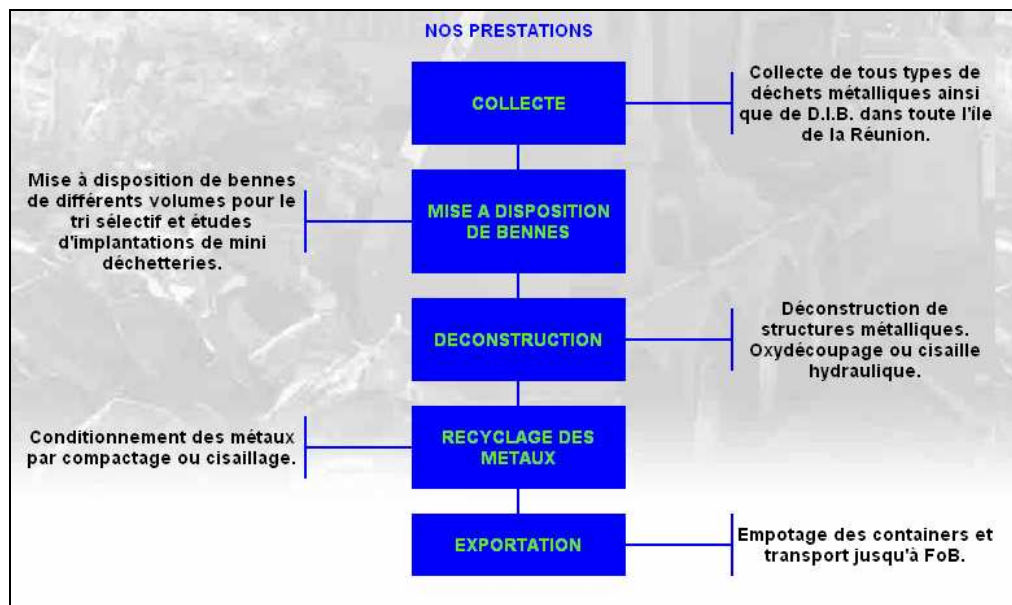 NOS PRESTATIONS
COLLECTE
Collecte de tous types de
déchets métalliques ainsi
que de D.I.B. dans toute l'île
de la Réunion.
Mise à disposition de bennes
de différents volumes pour le
tri sélectif et études
d'implantations de mini
déchetteries.
MISE A DISPOSITION
DE BENNES
DECONSTRUCTION
Déconstruction de
structures métalliques.
Oxydécoupage ou cisaille
hydraulique.
Conditionnement des métaux
par compactage ou cisaillage.
RECYCLAGE DES
METAUX
EXPORTATION
Empotage des containers et
transport jusqu'à FoB.